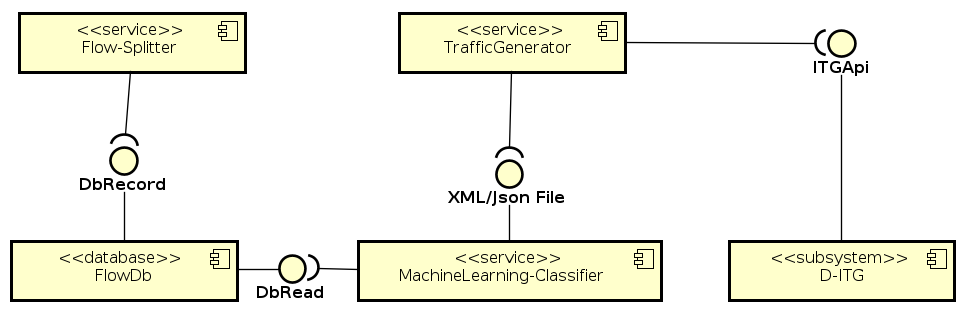 <<service>>
Flow-Splitter
<<service>>
TrafficGenerator
ITGApi
DbRecord
XML/Json File
<<database>>
FlowDb
DbRead
<<service>>
MachineLearning-Classifier
<<subsystem>>
D-ITG